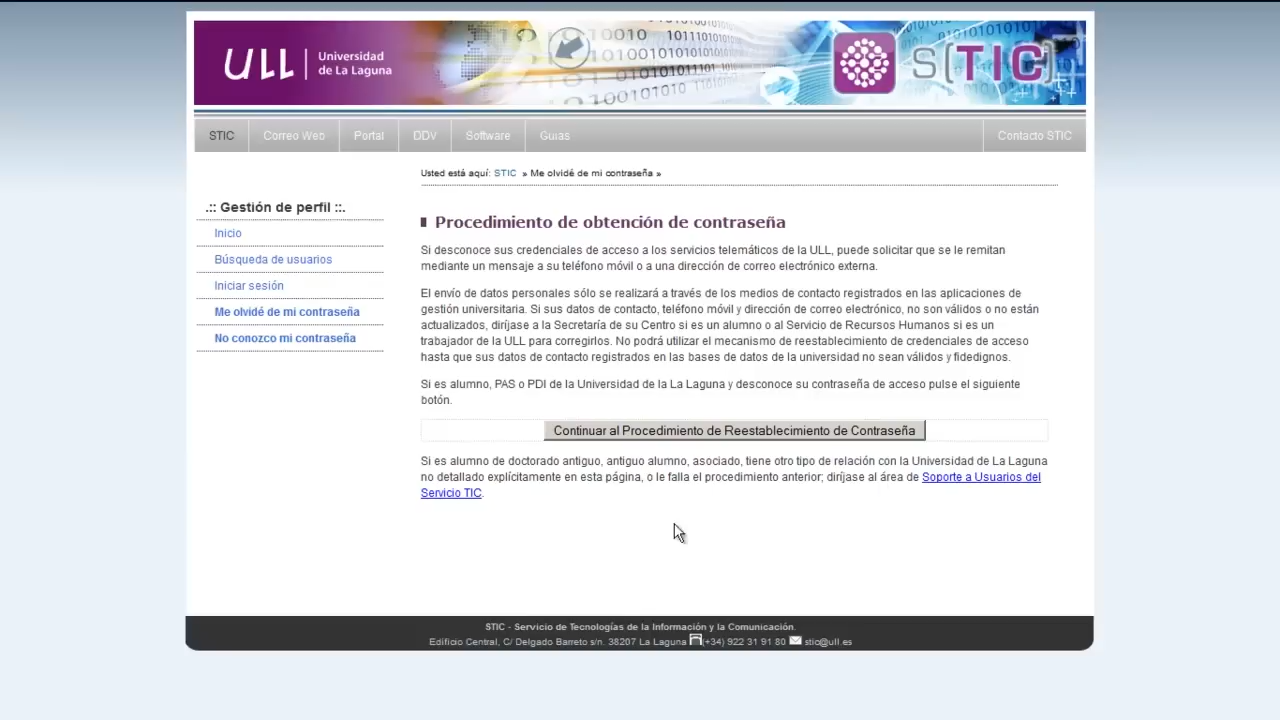 ULL Universidad
de La Laguna
S[TIC]
STIC Correo Web Portal DDV Software Guias Contacto STIC
Usted está aquí: STIC » Me olvidé de mi contraseña »
.:: Gestión de perfil ::.
Inicio
Búsqueda de usuarios
Iniciar sesión
Me olvidé de mi contraseña
No conozco mi contraseña
Procedimiento de obtención de contraseña
Si desconoce sus credenciales de acceso a los servicios telemáticos de la ULL, puede solicitar que se le remitan
mediante un mensaje a su teléfono móvil o a una dirección de correo electrónico externa.
El envío de datos personales sólo se realizará a través de los medios de contacto registrados en las aplicaciones de
gestión universitaria. Si sus datos de contacto, teléfono móvil y dirección de correo electrónico, no son válidos o no están
actualizados, diríjase a la Secretaría de su Centro si es un alumno o al Servicio de Recursos Humanos si es un
trabajador de la ULL para corregirlos. No podrá utilizar el mecanismo de reestablecimiento de credenciales de acceso
hasta que sus datos de contacto registrados en las bases de datos de la universidad no sean válidos y fidedignos.
Si es alumno, PAS o PDI de la Universidad de la La Laguna y desconoce su contraseña de acceso pulse el siguiente
botón.
Continuar al Procedimiento de Reestablecimiento de Contraseña
Si es alumno de doctorado antiguo, antiguo alumno, asociado, tiene otro tipo de relación con la Universidad de La Laguna
no detallado explícitamente en esta página, o le falla el procedimiento anterior; diríjase al área de Soporte a Usuarios del
Servicio TIC.
STIC - Servicio de Tecnologías de la Información y la Comunicación.
Edificio Central, C/ Delgado Barreto s/n. 38207 La Laguna (+34) 922 31 91 80 stic@ull.es